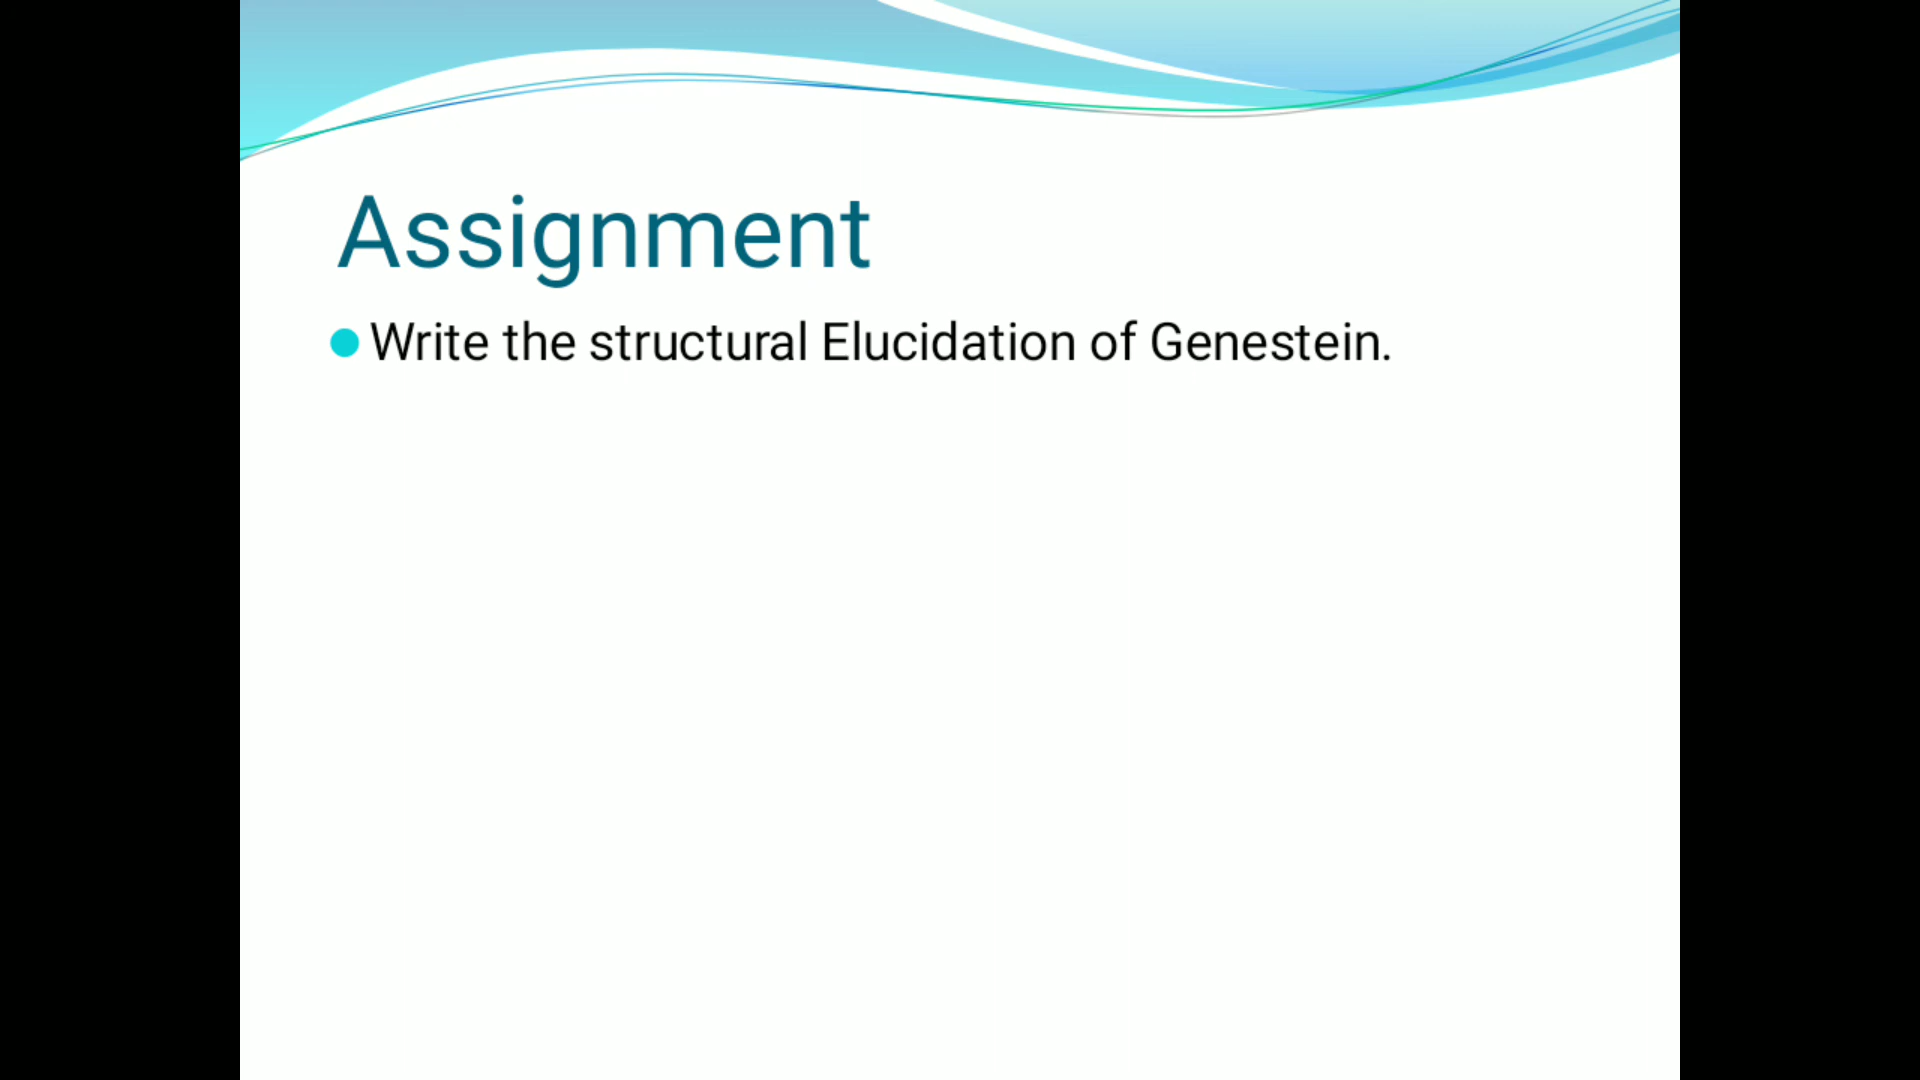 Assignment
Write the structural Elucidation of Genestein.